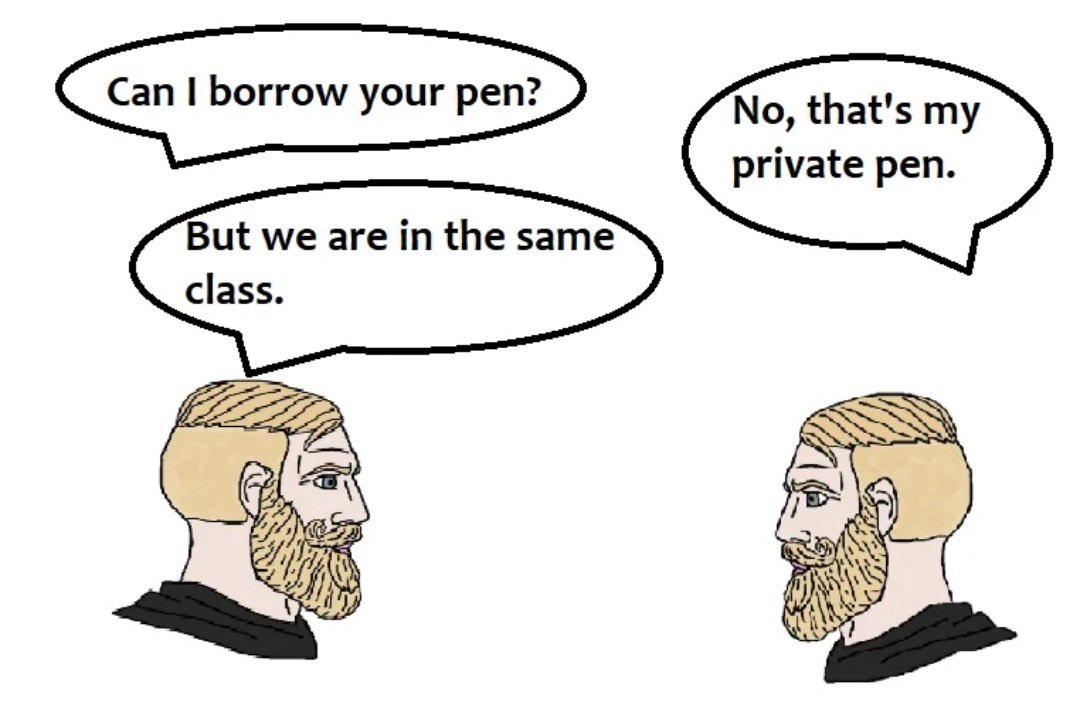 Can I borrow your pen?
No, that's my
private pen.
But we are in the same
class.